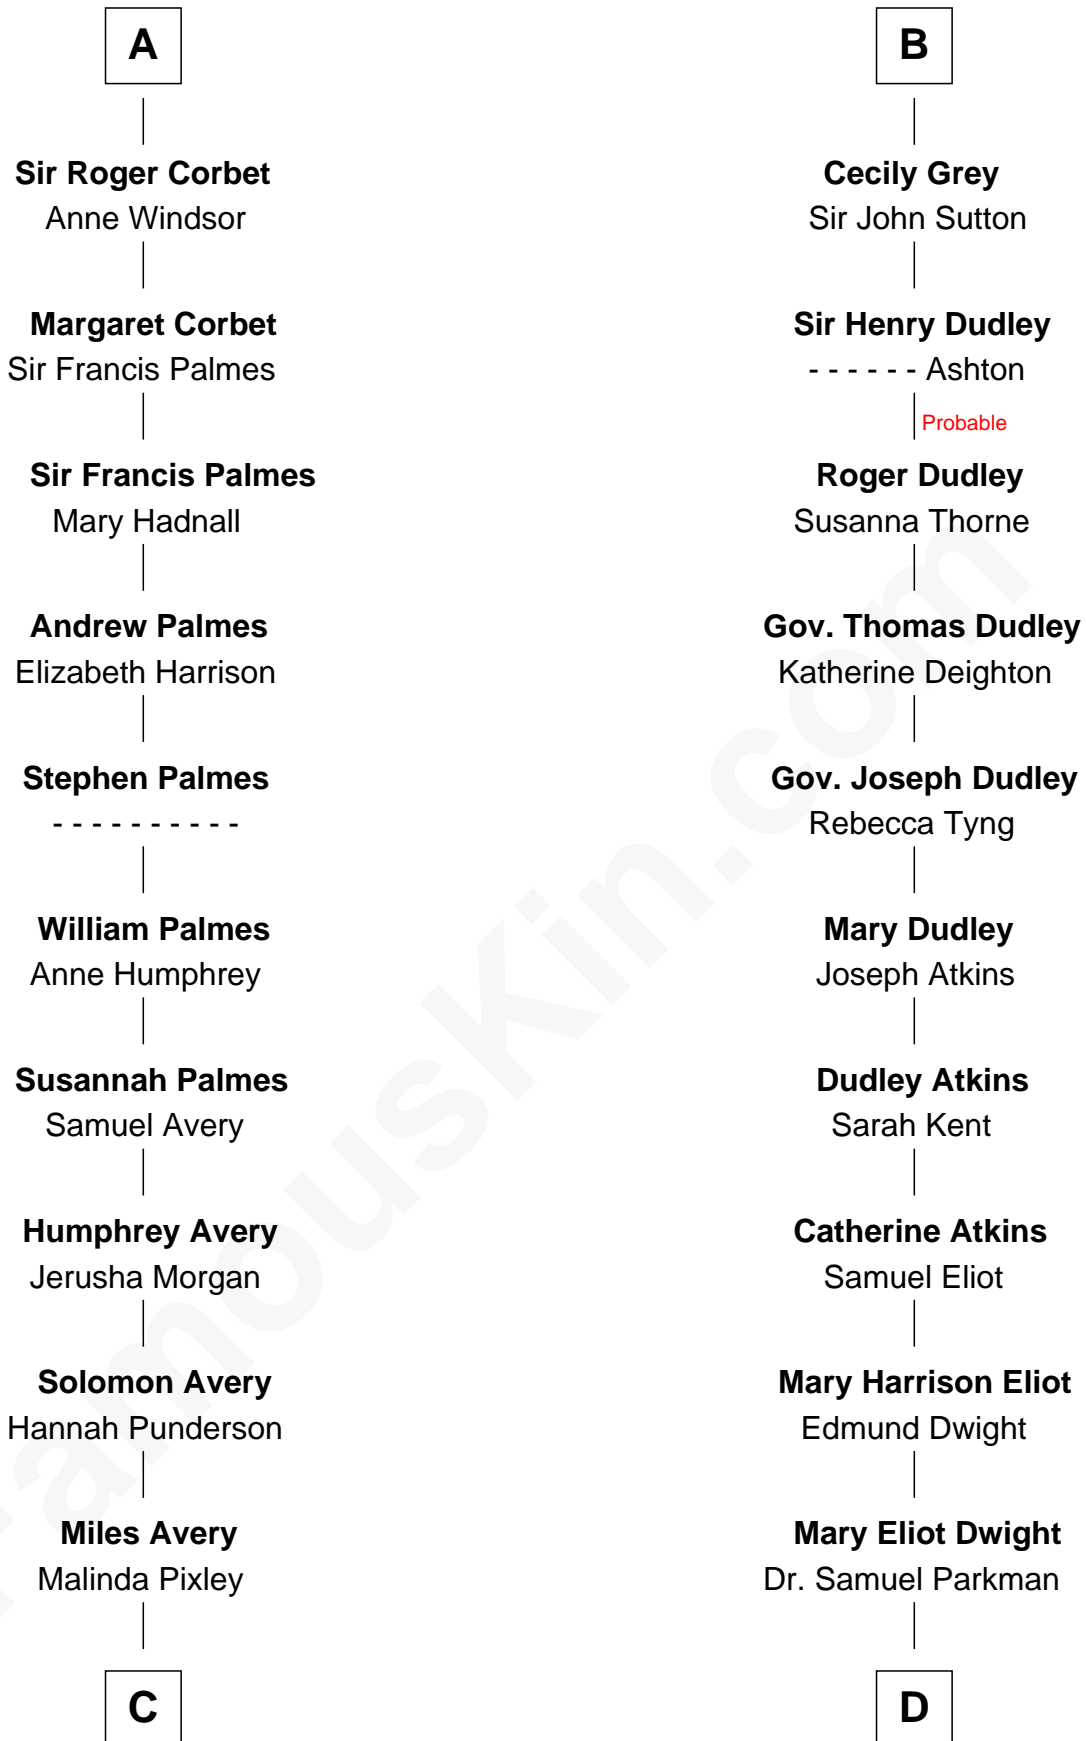 A
Sir Roger Corbet
Anne Windsor
Margaret Corbet
Sir Francis Palmes
Sir Francis Palmes
Mary Hadnall
Andrew Palmes
Elizabeth Harrison
Stephen Palmes
- - - - - - - - - -
William Palmes
Anne Humphrey
Susannah Palmes
Samuel Avery
Humphrey Avery
Jerusha Morgan
Solomon Avery
Hannah Punderson
Miles Avery
Malinda Pixley
C
B
Cecily Grey
Sir John Sutton
Sir Henry Dudley
- - - - - - Ashton
Probable
Roger Dudley
Susanna Thorne
Gov. Thomas Dudley
Katherine Deighton
Gov. Joseph Dudley
Rebecca Tyng
Mary Dudley
Joseph Atkins
Dudley Atkins
Sarah Kent
Catherine Atkins
Samuel Eliot
Mary Harrison Eliot
Edmund Dwight
Mary Eliot Dwight
Dr. Samuel Parkman
D
FamousKin.com